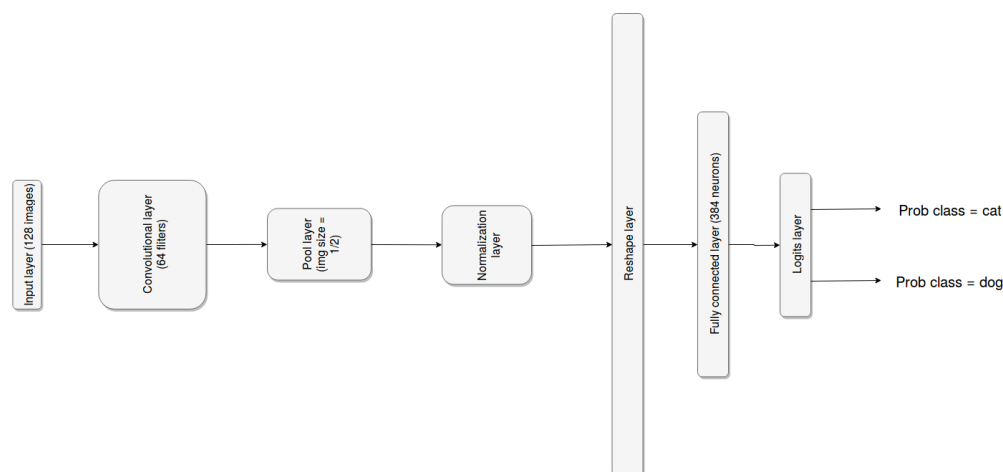 Input layer (128 images)
Convolutional layer
(64 fliters)
Pool layer
(img size =
1/2)
Normalization
layer
Reshape layer
Fully connected layer (384 neurons)
Logits layer
Prob class = cat
Prob class = dog